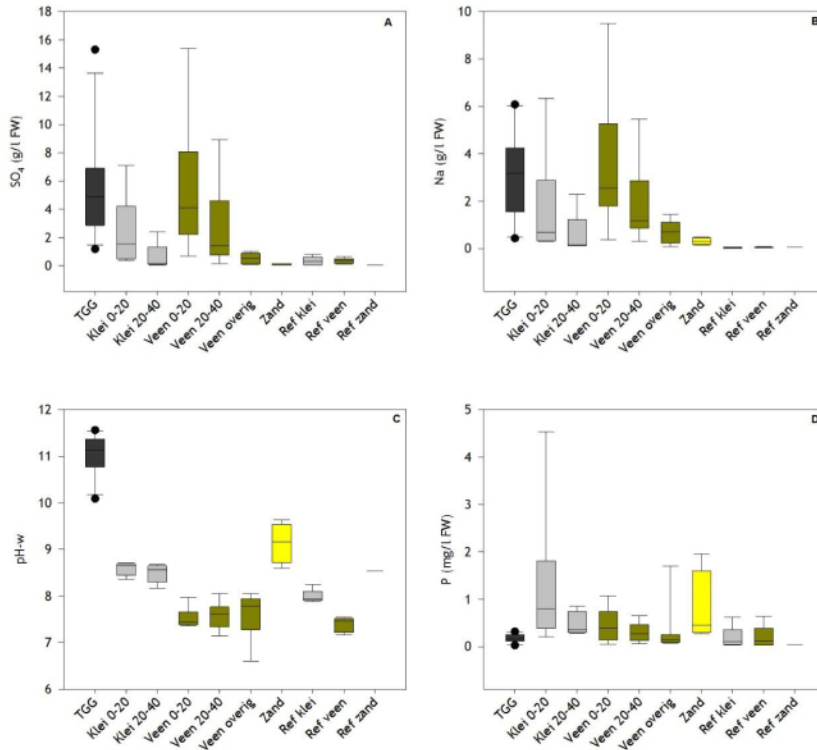 A
SO4 (g/l FW)
18
16
14
12
10
8
6
4
2
0
TGG
Klei 0-20
Klei 20-40
Veen 0-20
Veen 20-40
Veen overig
Zand
Ref klei
Ref veen
Ref zand
B
Na (g/l FW)
10
8
6
4
2
0
TGG
Klei 0-20
Klei 20-40
Veen 0-20
Veen 20-40
Veen overig
Zand
Ref klei
Ref veen
Ref zand
C
pH-w
12
11
10
9
8
7
6
TGG
Klei 0-20
Klei 20-40
Veen 0-20
Veen 20-40
Veen overig
Zand
Ref klei
Ref veen
Ref zand
D
P (mg/l FW)
5
4
3
2
1
0
TGG
Klei 0-20
Klei 20-40
Veen 0-20
Veen 20-40
Veen overig
Zand
Ref klei
Ref veen
Ref zand